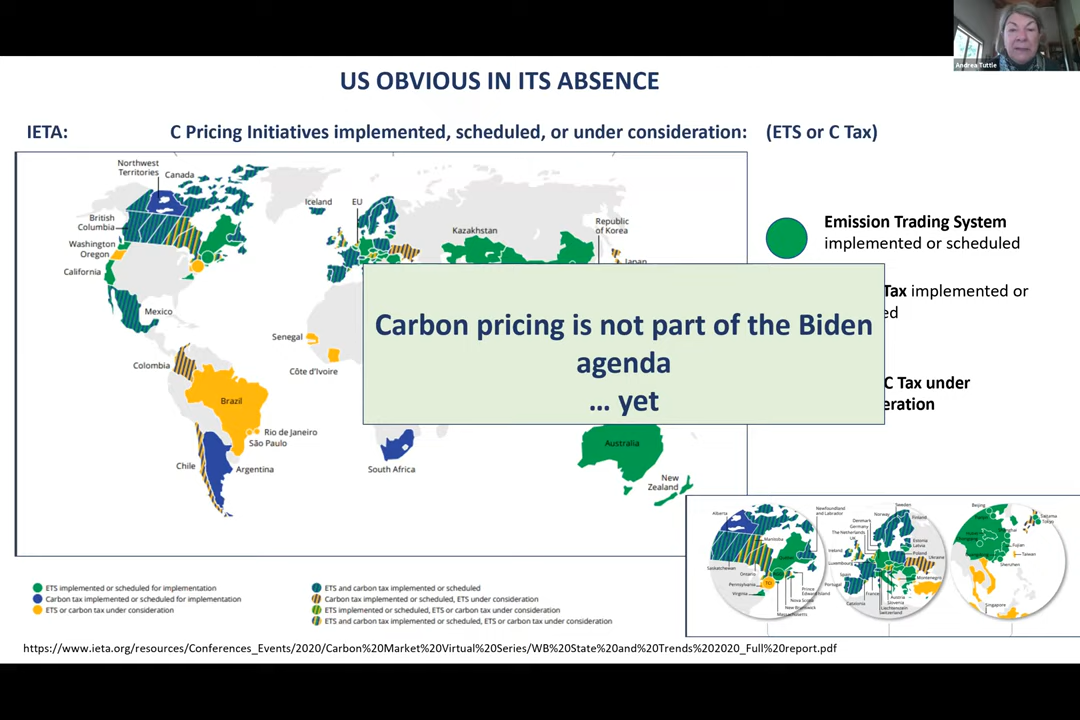 Andrea Tuttle
US OBVIOUS IN ITS ABSENCE
IETA: C Pricing Initiatives implemented, scheduled, or under consideration: (ETS or C Tax)
Northwest
Territories
Canada
British
Columbia
Washington
Oregon
California
Mexico
Colombia
Brazil
Rio de Janeiro
São Paulo
Chile
Argentina
Iceland
EU
Kazakhstan
Republic
of Korea
Japan
Senegal
Côte d'Ivoire
South Africa
Australia
New
Zealand
Emission Trading System
implemented or scheduled
Tax implemented or
ed
C Tax under
eration
Carbon pricing is not part of the Biden
agenda
... yet
Alberta
Newfoundland
and Labrador
Manitoba
Saskatchewan
Ontario
Pennsylvania
Virginia
Prince
Edward Island
Nova Scotia
New Brunswick
Massachusetts
Sweden
Norway
Finland
Denmark
Germany
The Netherlands
Estonia
Latvia
Ireland
Poland
Ukraine
Luxembourg
Spain
Portugal
Montenegro
France
Austria
Slovenia
Liechtenstein
Switzerland
Catalonia
Beijing
Saitama
Tokyo
Fujian
Taiwan
Shenzhen
Singapore
ETS implemented or scheduled for implementation
Carbon tax implemented or scheduled for implementation
ETS or carbon tax under consideration
ETS and carbon tax implemented or scheduled
Carbon tax implemented or scheduled, ETS under consideration
ETS implemented or scheduled, ETS or carbon tax under consideration
ETS and carbon tax implemented or scheduled, ETS or carbon tax under consideration
https://www.ieta.org/resources/Conferences_Events/2020/Carbon%20Market%20Virtual%20Series/WB%20State%20and%20Trends%202020_Full%20report.pdf